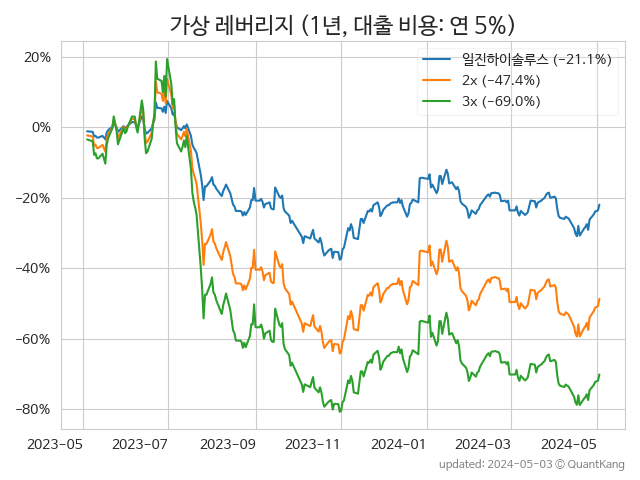 가상 레버리지 (1년, 대출 비용: 연 5%)
일진하이솔루스 (−21.1%)
2x (−47.4%)
3x (−69.0%)
20%
0%
−20%
−40%
−60%
−80%
2023-05 2023-07 2023-09 2023-11 2024-01 2024-03 2024-05
updated: 2024-05-03 ⓒ QuantKang